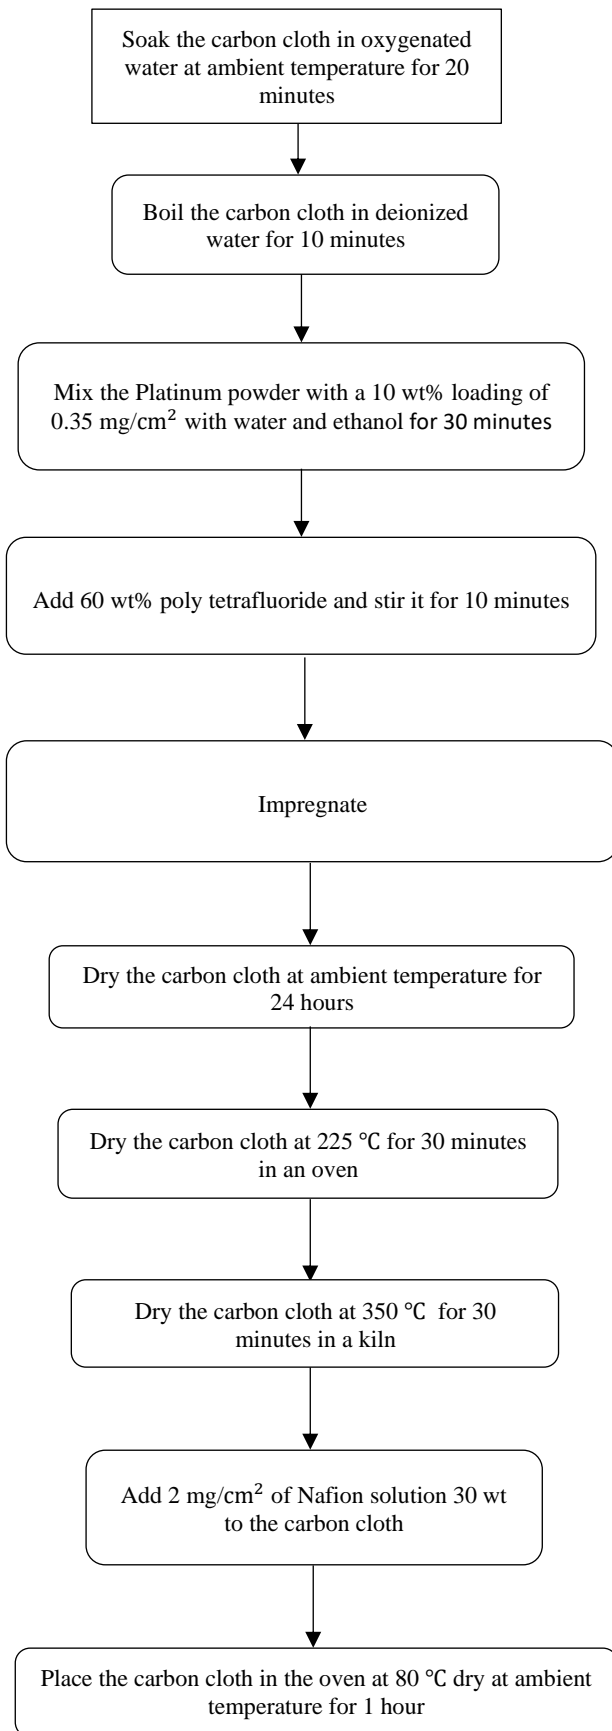 Soak the carbon cloth in oxygenated
water at ambient temperature for 20
minutes
Boil the carbon cloth in deionized
water for 10 minutes
Mix the Platinum powder with a 10 wt% loading of
0.35 mg/cm² with water and ethanol for 30 minutes
Add 60 wt% poly tetrafluoride and stir it for 10 minutes
Impregnate
Dry the carbon cloth at ambient temperature for
24 hours
Dry the carbon cloth at 225 ℃ for 30 minutes
in an oven
Dry the carbon cloth at 350 ℃ for 30
minutes in a kiln
Add 2 mg/cm² of Nafion solution 30 wt
to the carbon cloth
Place the carbon cloth in the oven at 80 ℃ dry at ambient
temperature for 1 hour